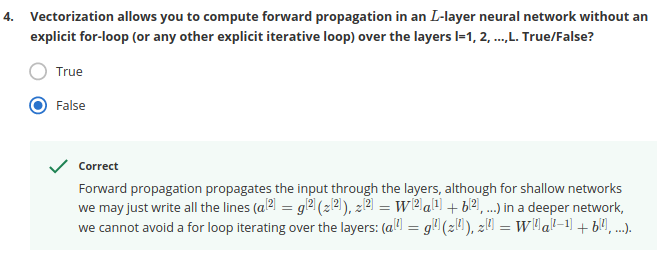 4. Vectorization allows you to compute forward propagation in an L-layer neural network without an
explicit for-loop (or any other explicit iterative loop) over the layers l=1, 2, …,L. True/False?
True
False
Correct
Forward propagation propagates the input through the layers, although for shallow networks
we may just write all the lines (a^{[2]} = g^{[2]}(z^{[2]}), z^{[2]} = W^{[2]}a^{[1]} + b^{[2]}, ...) in a deeper network,
we cannot avoid a for loop iterating over the layers: (a^{[l]} = g^{[l]}(z^{[l]}), z^{[l]} = W^{[l]}a^{[l−1]} + b^{[l]}, ...).